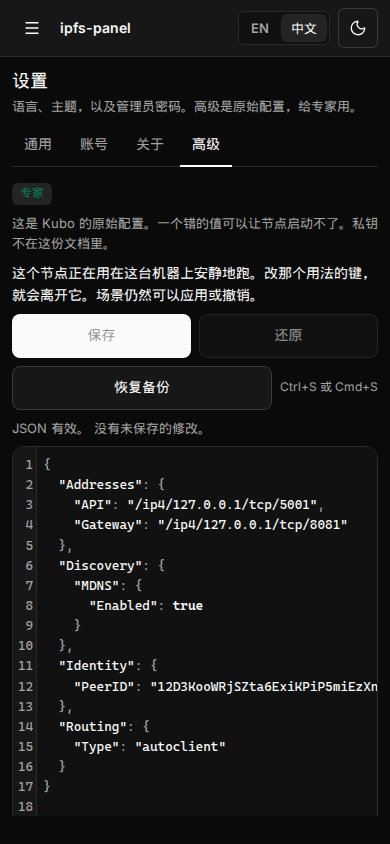 ipfs-panel
EN 中文
设置
语言、主题，以及管理员密码。高级是原始配置，给专家用。
通用 账号 关于 高级
专家
这是 Kubo 的原始配置。一个错的值可以让节点启动不了。私钥
不在这份文档里。
这个节点正在用在这台机器上安静地跑。改那个用法的键，
就会离开它。场景仍然可以应用或撤销。
保存 还原
恢复备份 Ctrl+S 或 Cmd+S
JSON 有效。 没有未保存的修改。
1 {
2 "Addresses": {
3 "API": "/ip4/127.0.0.1/tcp/5001",
4 "Gateway": "/ip4/127.0.0.1/tcp/8081"
5 },
6 "Discovery": {
7 "MDNS": {
8 "Enabled": true
9 }
10 },
11 "Identity": {
12 "PeerID": "12D3KooWRjSZta6ExiKPiP5miEzXn
13 },
14 "Routing": {
15 "Type": "autoclient"
16 }
17 }
18